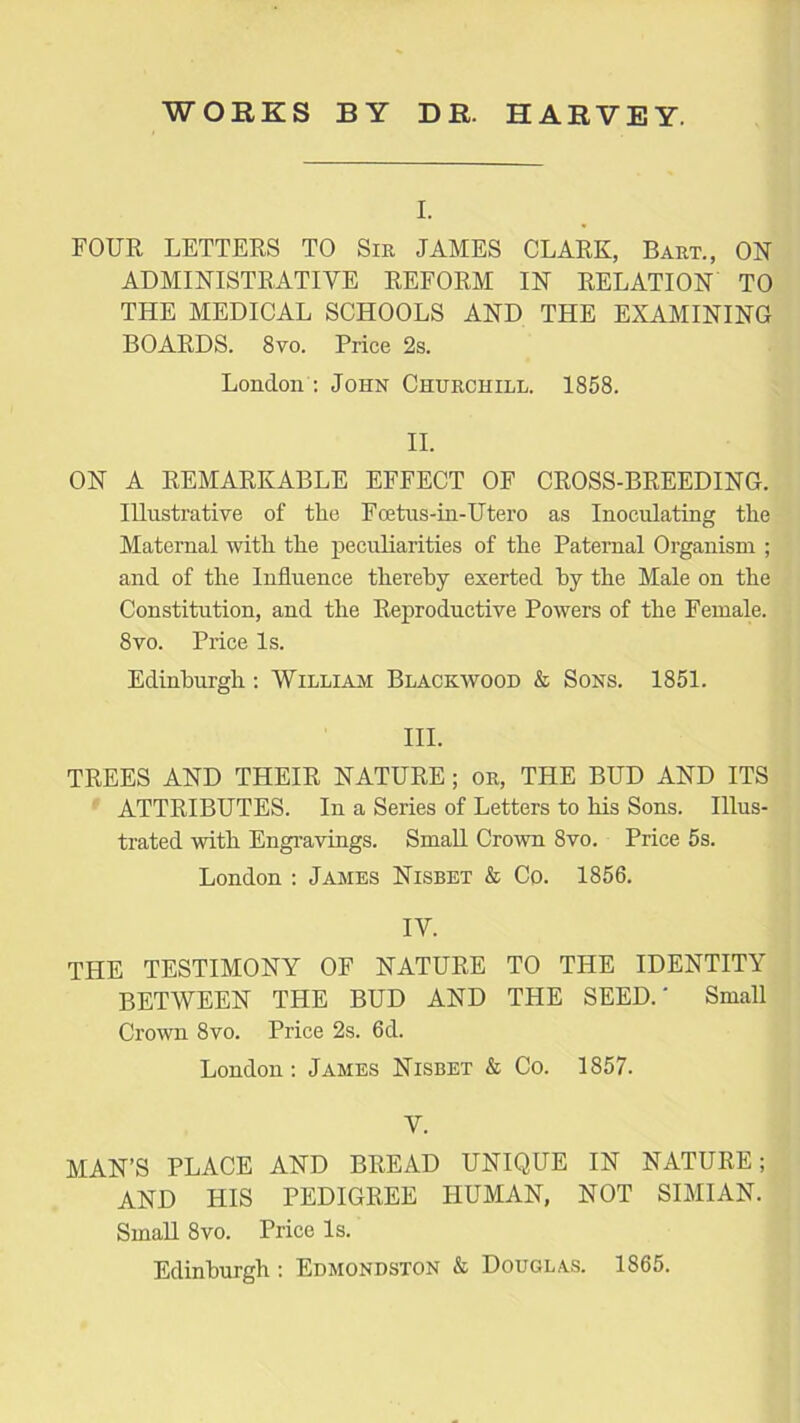 WORKS BY DR. HARVEY.
I.
FOUR LETTERS TO SIR JAMES CLARK, BART., ON
ADMINISTRATIVE REFORM IN RELATION TO
THE MEDICAL SCHOOLS AND THE EXAMINING
BOARDS. 8vo. Price 2s.
London : JOHN CHURCHILL. 1858.
II.
ON A REMARKABLE EFFECT OF CROSS-BREEDING.
Illustrative of the Fœtus-in-Utero as Inoculating the
Maternal with the peculiarities of the Paternal Organism ;
and of the Influence thereby exerted by the Male on the
Constitution, and the Reproductive Powers of the Female.
8vo. Price 1s.
Edinburgh : WILLIAM BLACKWOOD & SONS. 1851.
III.
TREES AND THEIR NATURE ; OR, THE BUD AND ITS
ATTRIBUTES. In a Series of Letters to his Sons. Illus-
trated with Engravings. Small Crown 8vo. Price 5s.
London : JAMES NISBET & Co. 1856.
IV.
THE TESTIMONY OF NATURE TO THE IDENTITY
BETWEEN THE BUD AND THE SEED. Small
Crown 8vo. Price 2s. 6d.
London : JAMES NISBET & Co. 1857.
V.
MAN'S PLACE AND BREAD UNIQUE IN NATURE ;
AND HIS PEDIGREE HUMAN, NOT SIMIAN.
Small 8vo. Price 1s.
Edinburgh : EDMONDSTON & DOUGLAS. 1865.